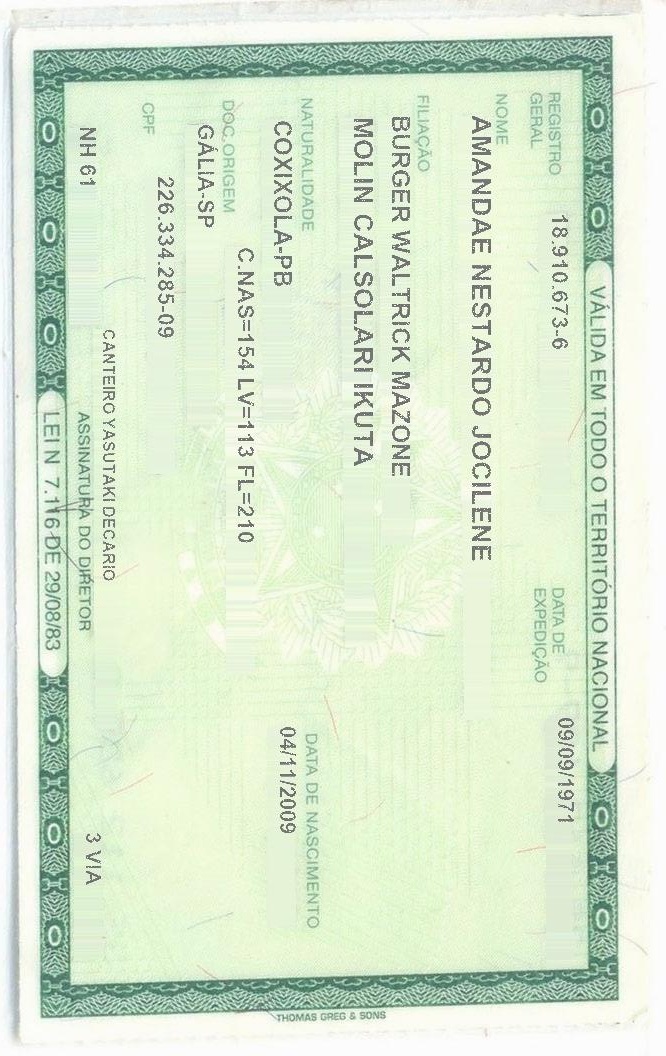 VÁLIDA EM TODO O TERRITÓRIO NACIONAL
REGISTRO GERAL 18.910.673-6 DATA DE EXPEDIÇÃO 09/09/1971
NOME
AMANDAE NESTARDO JOCILENE
FILIAÇÃO
BURGER WALTRICK MAZONE
MOLIN CALSOLARI IKUTA
NATURALIDADE DATA DE NASCIMENTO
COXIXOLA-PB 04/11/2009
DOC.ORIGEM C.NAS=154 LV=113 FL=210
GÁLIA-SP
CPF 226.334.285-09
CANTEIRO YASUTAKI DECARIO
NH 61 ASSINATURA DO DIRETOR 3 VIA
LEI N 7.116 DE 29/08/83
THOMAS GREG & SONS